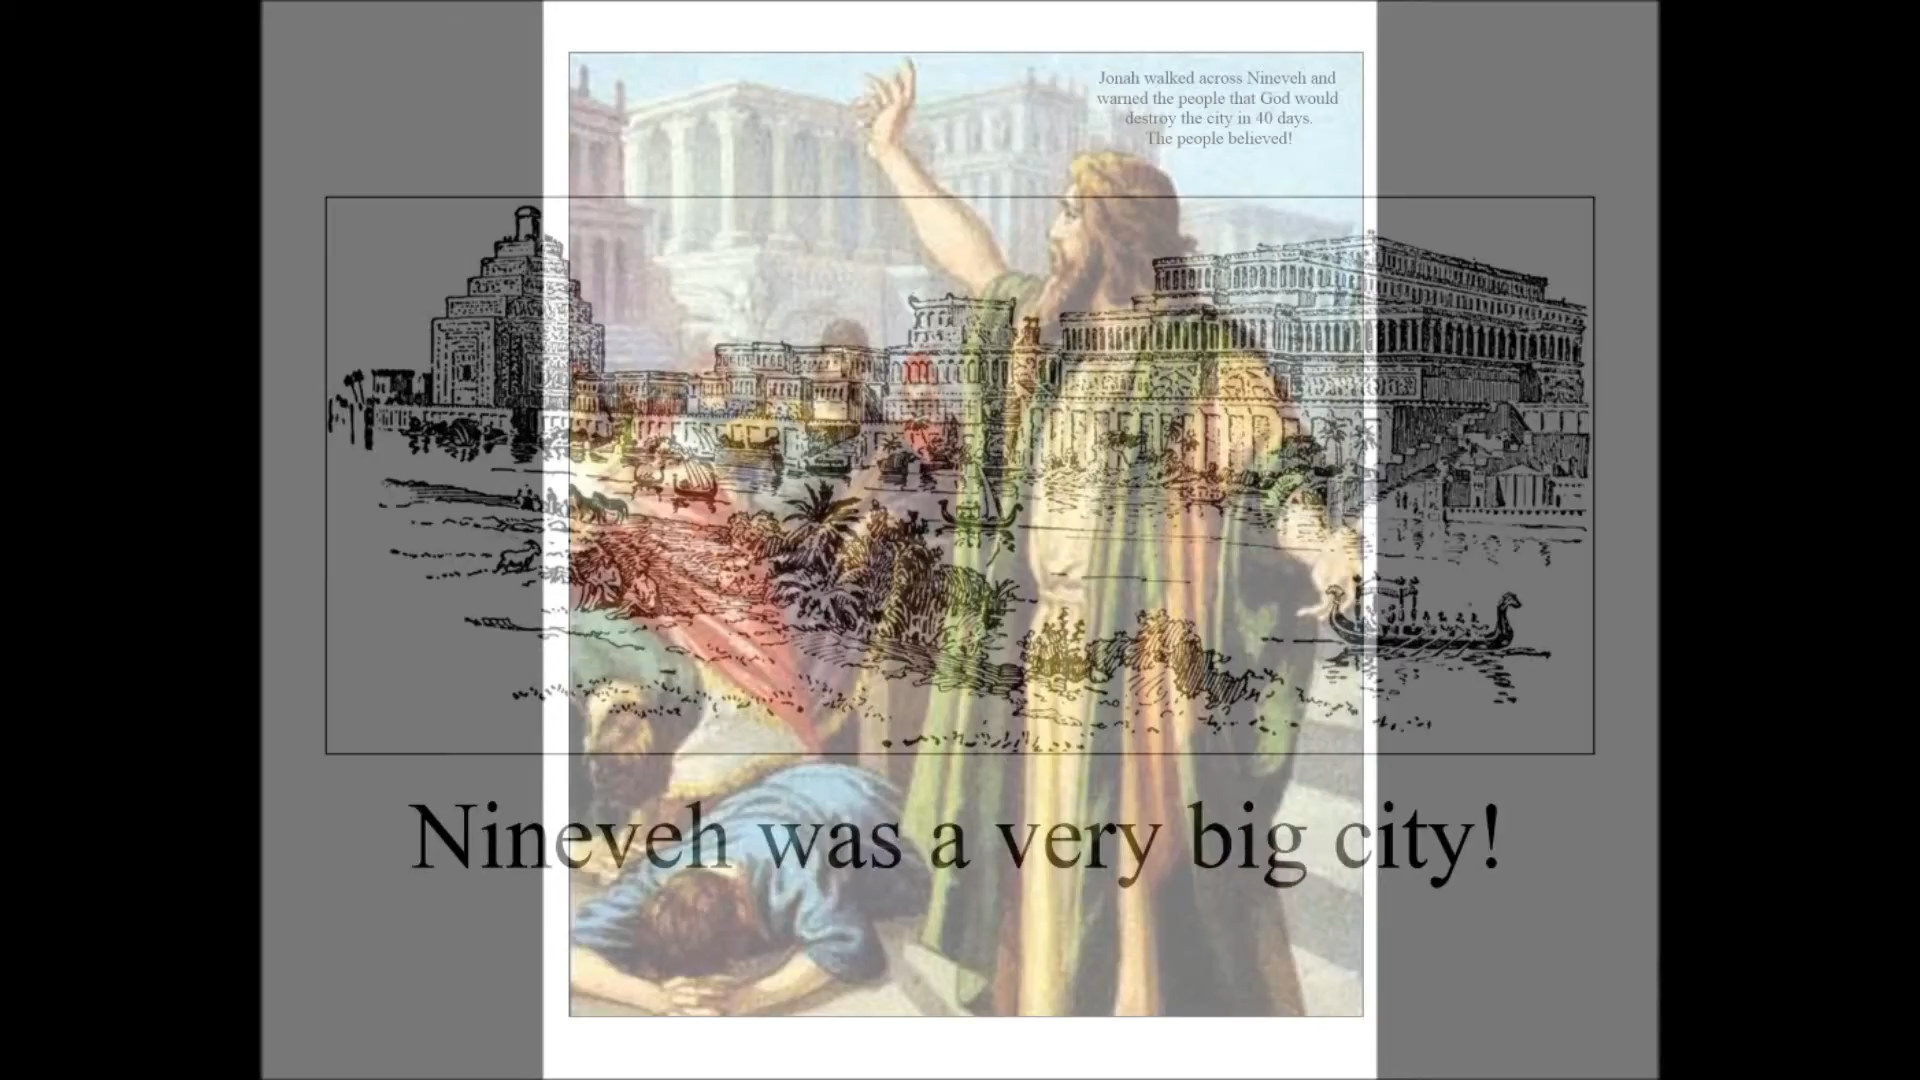 Jonah walked across Nineveh and
warned the people that God would
destroy the city in 40 days.
The people believed!
Nineveh was a very big city!